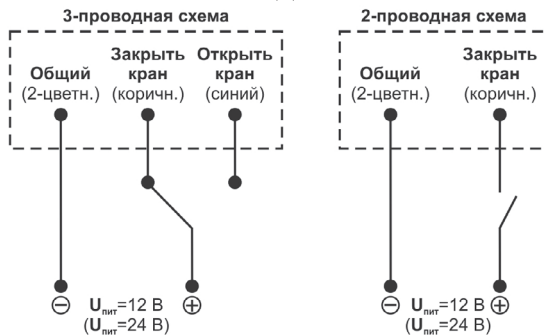 3-проводная схема
Общий
(2-цветн.)
Закрыть
кран
(коричн.)
Открыть
кран
(синий)
− Uпит=12 В +
(Uпит=24 В)
2-проводная схема
Общий
(2-цветн.)
Закрыть
кран
(коричн.)
− Uпит=12 В +
(Uпит=24 В)